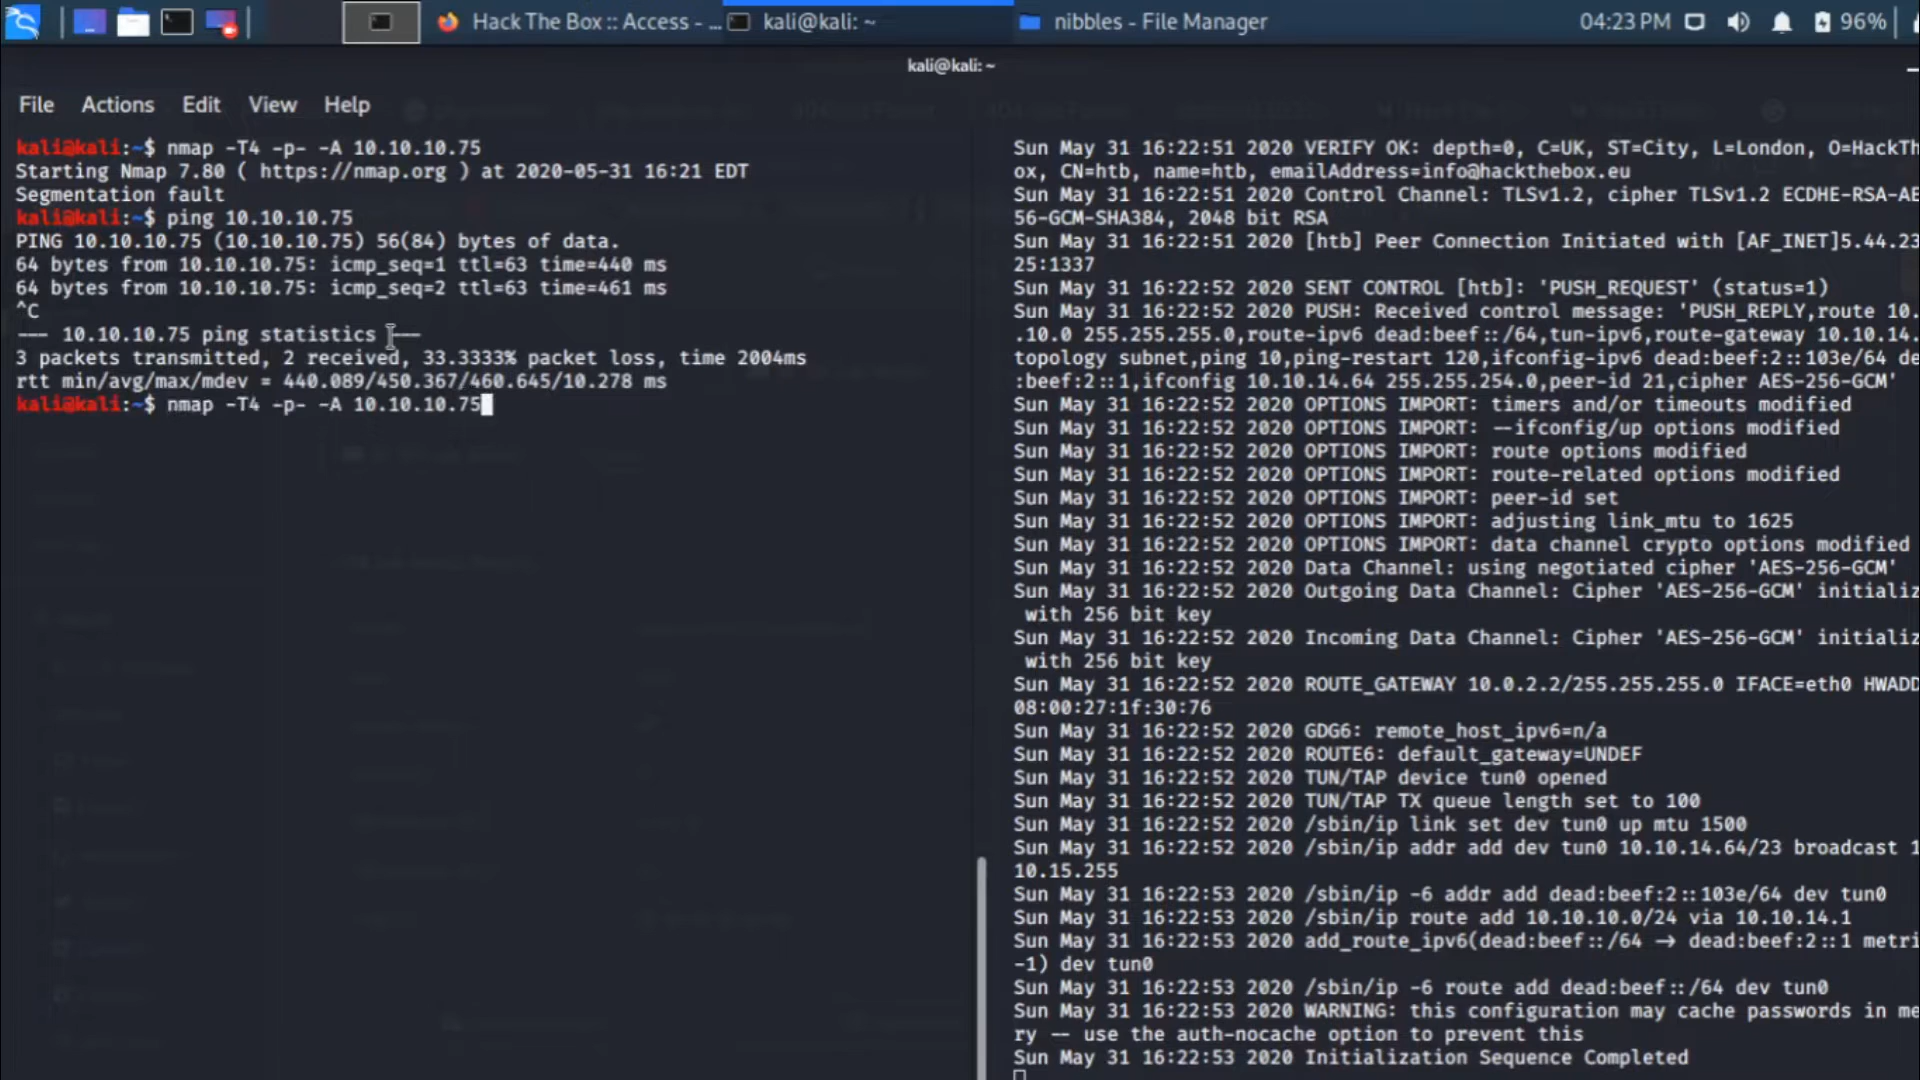 Hack The Box :: Access - ...
kali@kali: ~
nibbles - File Manager
04:23 PM
96%
kali@kali: ~
File Actions Edit View Help
kali@kali:~$ nmap -T4 -p- -A 10.10.10.75
Starting Nmap 7.80 ( https://nmap.org ) at 2020-05-31 16:21 EDT
Segmentation fault
kali@kali:~$ ping 10.10.10.75
PING 10.10.10.75 (10.10.10.75) 56(84) bytes of data.
64 bytes from 10.10.10.75: icmp_seq=1 ttl=63 time=440 ms
64 bytes from 10.10.10.75: icmp_seq=2 ttl=63 time=461 ms
^C
--- 10.10.10.75 ping statistics ---
3 packets transmitted, 2 received, 33.3333% packet loss, time 2004ms
rtt min/avg/max/mdev = 440.089/450.367/460.645/10.278 ms
kali@kali:~$ nmap -T4 -p- -A 10.10.10.75
Sun May 31 16:22:51 2020 VERIFY OK: depth=0, C=UK, ST=City, L=London, O=HackTh
ox, CN=htb, name=htb, emailAddress=info@hackthebox.eu
Sun May 31 16:22:51 2020 Control Channel: TLSv1.2, cipher TLSv1.2 ECDHE-RSA-AE
56-GCM-SHA384, 2048 bit RSA
Sun May 31 16:22:51 2020 [htb] Peer Connection Initiated with [AF_INET]5.44.23
25:1337
Sun May 31 16:22:52 2020 SENT CONTROL [htb]: 'PUSH_REQUEST' (status=1)
Sun May 31 16:22:52 2020 PUSH: Received control message: 'PUSH_REPLY,route 10.
.10.0 255.255.255.0,route-ipv6 dead:beef::/64,tun-ipv6,route-gateway 10.10.14.
topology subnet,ping 10,ping-restart 120,ifconfig-ipv6 dead:beef:2::103e/64 de
:beef:2::1,ifconfig 10.10.14.64 255.255.254.0,peer-id 21,cipher AES-256-GCM'
Sun May 31 16:22:52 2020 OPTIONS IMPORT: timers and/or timeouts modified
Sun May 31 16:22:52 2020 OPTIONS IMPORT: --ifconfig/up options modified
Sun May 31 16:22:52 2020 OPTIONS IMPORT: route options modified
Sun May 31 16:22:52 2020 OPTIONS IMPORT: route-related options modified
Sun May 31 16:22:52 2020 OPTIONS IMPORT: peer-id set
Sun May 31 16:22:52 2020 OPTIONS IMPORT: adjusting link_mtu to 1625
Sun May 31 16:22:52 2020 OPTIONS IMPORT: data channel crypto options modified
Sun May 31 16:22:52 2020 Data Channel: using negotiated cipher 'AES-256-GCM'
Sun May 31 16:22:52 2020 Outgoing Data Channel: Cipher 'AES-256-GCM' initializ
with 256 bit key
Sun May 31 16:22:52 2020 Incoming Data Channel: Cipher 'AES-256-GCM' initializ
with 256 bit key
Sun May 31 16:22:52 2020 ROUTE_GATEWAY 10.0.2.2/255.255.255.0 IFACE=eth0 HWADD
08:00:27:1f:30:76
Sun May 31 16:22:52 2020 GDG6: remote_host_ipv6=n/a
Sun May 31 16:22:52 2020 ROUTE6: default_gateway=UNDEF
Sun May 31 16:22:52 2020 TUN/TAP device tun0 opened
Sun May 31 16:22:52 2020 TUN/TAP TX queue length set to 100
Sun May 31 16:22:52 2020 /sbin/ip link set dev tun0 up mtu 1500
Sun May 31 16:22:52 2020 /sbin/ip addr add dev tun0 10.10.14.64/23 broadcast 1
10.15.255
Sun May 31 16:22:53 2020 /sbin/ip -6 addr add dead:beef:2::103e/64 dev tun0
Sun May 31 16:22:53 2020 /sbin/ip route add 10.10.10.0/24 via 10.10.14.1
Sun May 31 16:22:53 2020 add_route_ipv6(dead:beef::/64 -> dead:beef:2::1 metri
-1) dev tun0
Sun May 31 16:22:53 2020 /sbin/ip -6 route add dead:beef::/64 dev tun0
Sun May 31 16:22:53 2020 WARNING: this configuration may cache passwords in me
ry -- use the auth-nocache option to prevent this
Sun May 31 16:22:53 2020 Initialization Sequence Completed